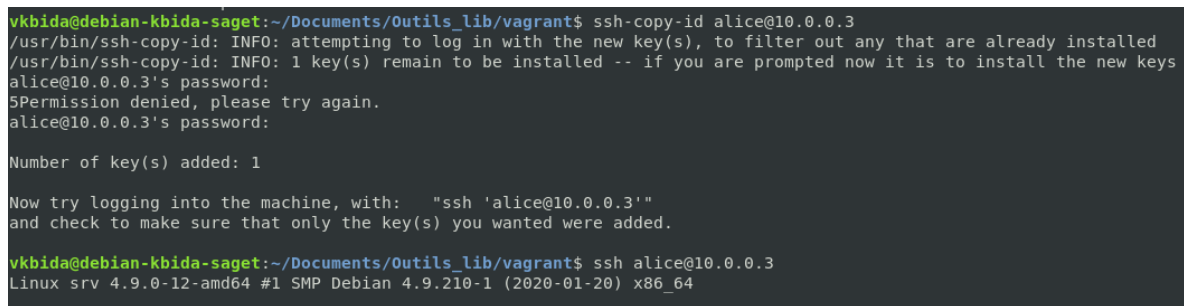 vkbida@debian-kbida-saget:~/Documents/Outils_lib/vagrant$ ssh-copy-id alice@10.0.0.3
/usr/bin/ssh-copy-id: INFO: attempting to log in with the new key(s), to filter out any that are already installed
/usr/bin/ssh-copy-id: INFO: 1 key(s) remain to be installed -- if you are prompted now it is to install the new keys
alice@10.0.0.3's password:
5Permission denied, please try again.
alice@10.0.0.3's password:
Number of key(s) added: 1
Now try logging into the machine, with:   "ssh 'alice@10.0.0.3'"
and check to make sure that only the key(s) you wanted were added.
vkbida@debian-kbida-saget:~/Documents/Outils_lib/vagrant$ ssh alice@10.0.0.3
Linux srv 4.9.0-12-amd64 #1 SMP Debian 4.9.210-1 (2020-01-20) x86_64